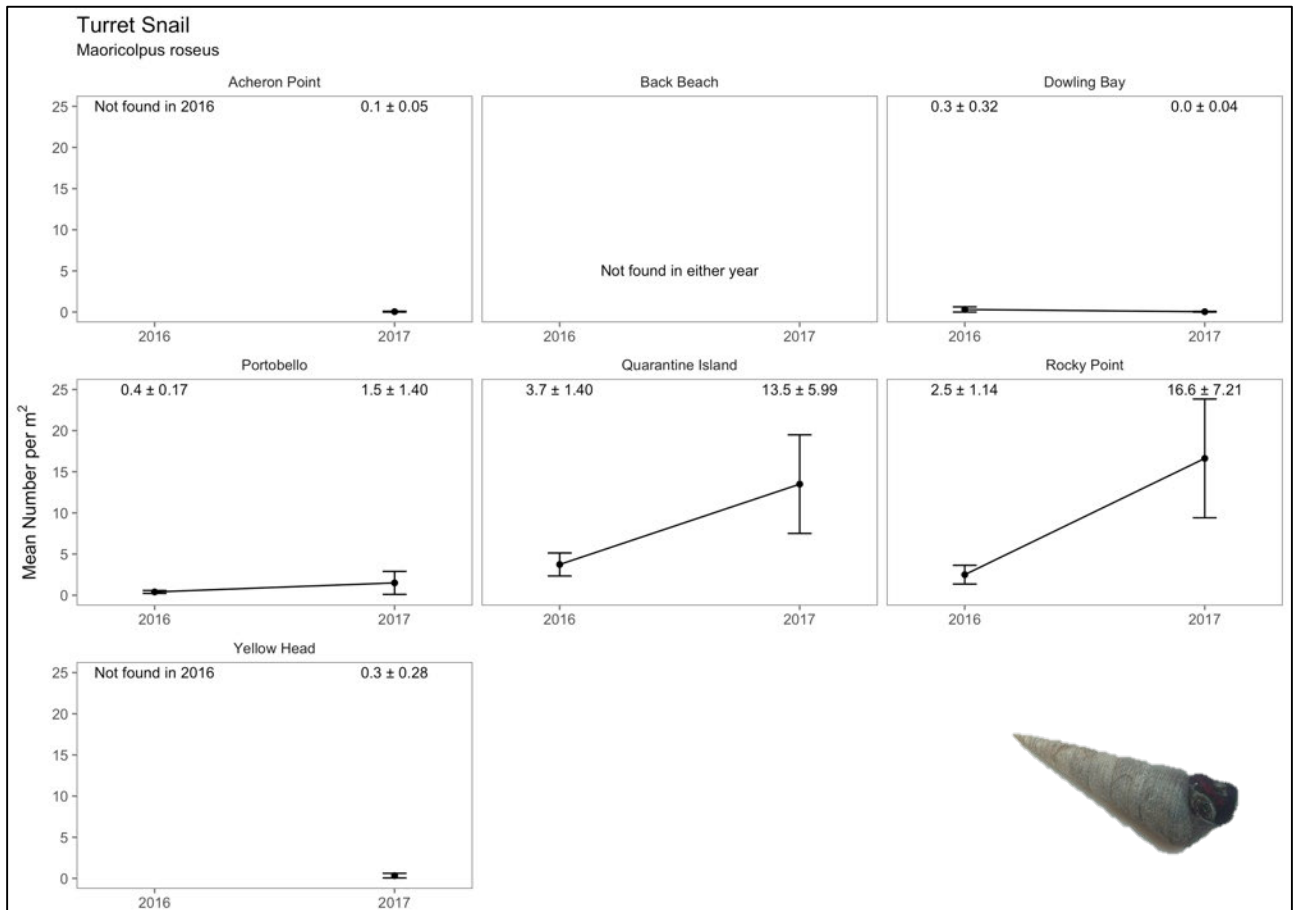 Turret Snail
Maoricolpus roseus
Acheron Point
Back Beach
Dowling Bay
Not found in 2016
0.1 ± 0.05
0.3 ± 0.32
0.0 ± 0.04
25
20
15
10
5
0
Not found in either year
2016
2017
2016
2017
2016
2017
Portobello
Quarantine Island
Rocky Point
0.4 ± 0.17
1.5 ± 1.40
3.7 ± 1.40
13.5 ± 5.99
2.5 ± 1.14
16.6 ± 7.21
25
20
15
10
5
0
Mean Number per m²
2016
2017
2016
2017
2016
2017
Yellow Head
Not found in 2016
0.3 ± 0.28
25
20
15
10
5
0
2016
2017